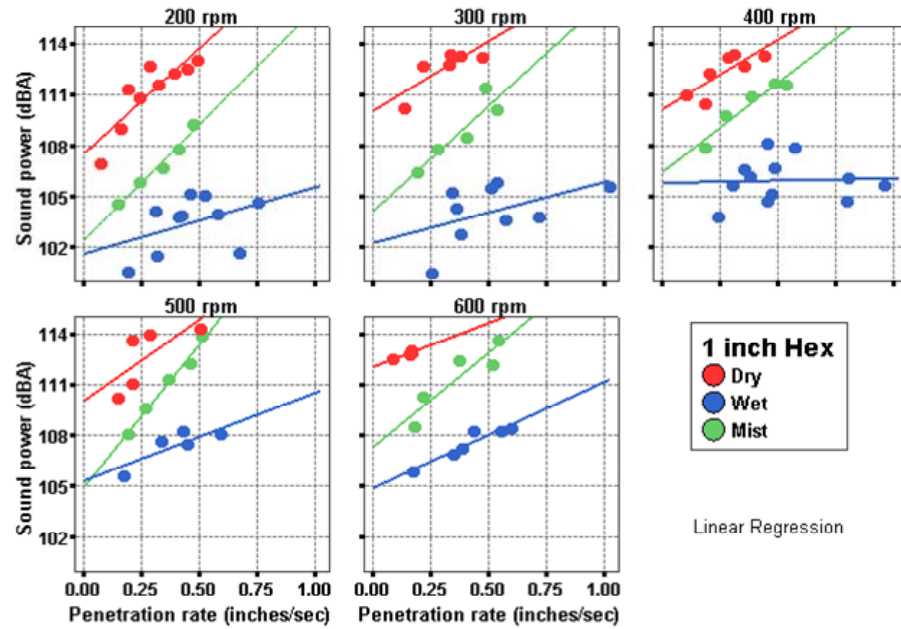 200 rpm
300 rpm
400 rpm
Sound power (dBA)
114
111
108
105
102
500 rpm
600 rpm
Sound power (dBA)
114
111
108
105
102
0.00 0.25 0.50 0.75 1.00
0.00 0.25 0.50 0.75 1.00
Penetration rate (inches/sec)
Penetration rate (inches/sec)
1 inch Hex
Dry
Wet
Mist
Linear Regression